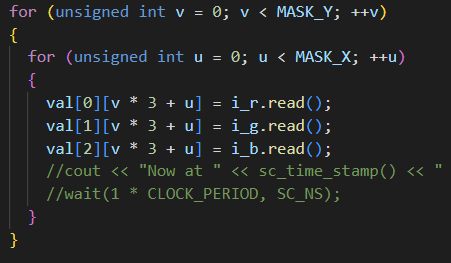 for (unsigned int v = 0; v < MASK_Y; ++v)
{
  for (unsigned int u = 0; u < MASK_X; ++u)
  {
    val[0][v * 3 + u] = i_r.read();
    val[1][v * 3 + u] = i_g.read();
    val[2][v * 3 + u] = i_b.read();
    //cout << "Now at " << sc_time_stamp() << "
    //wait(1 * CLOCK_PERIOD, SC_NS);
  }
}